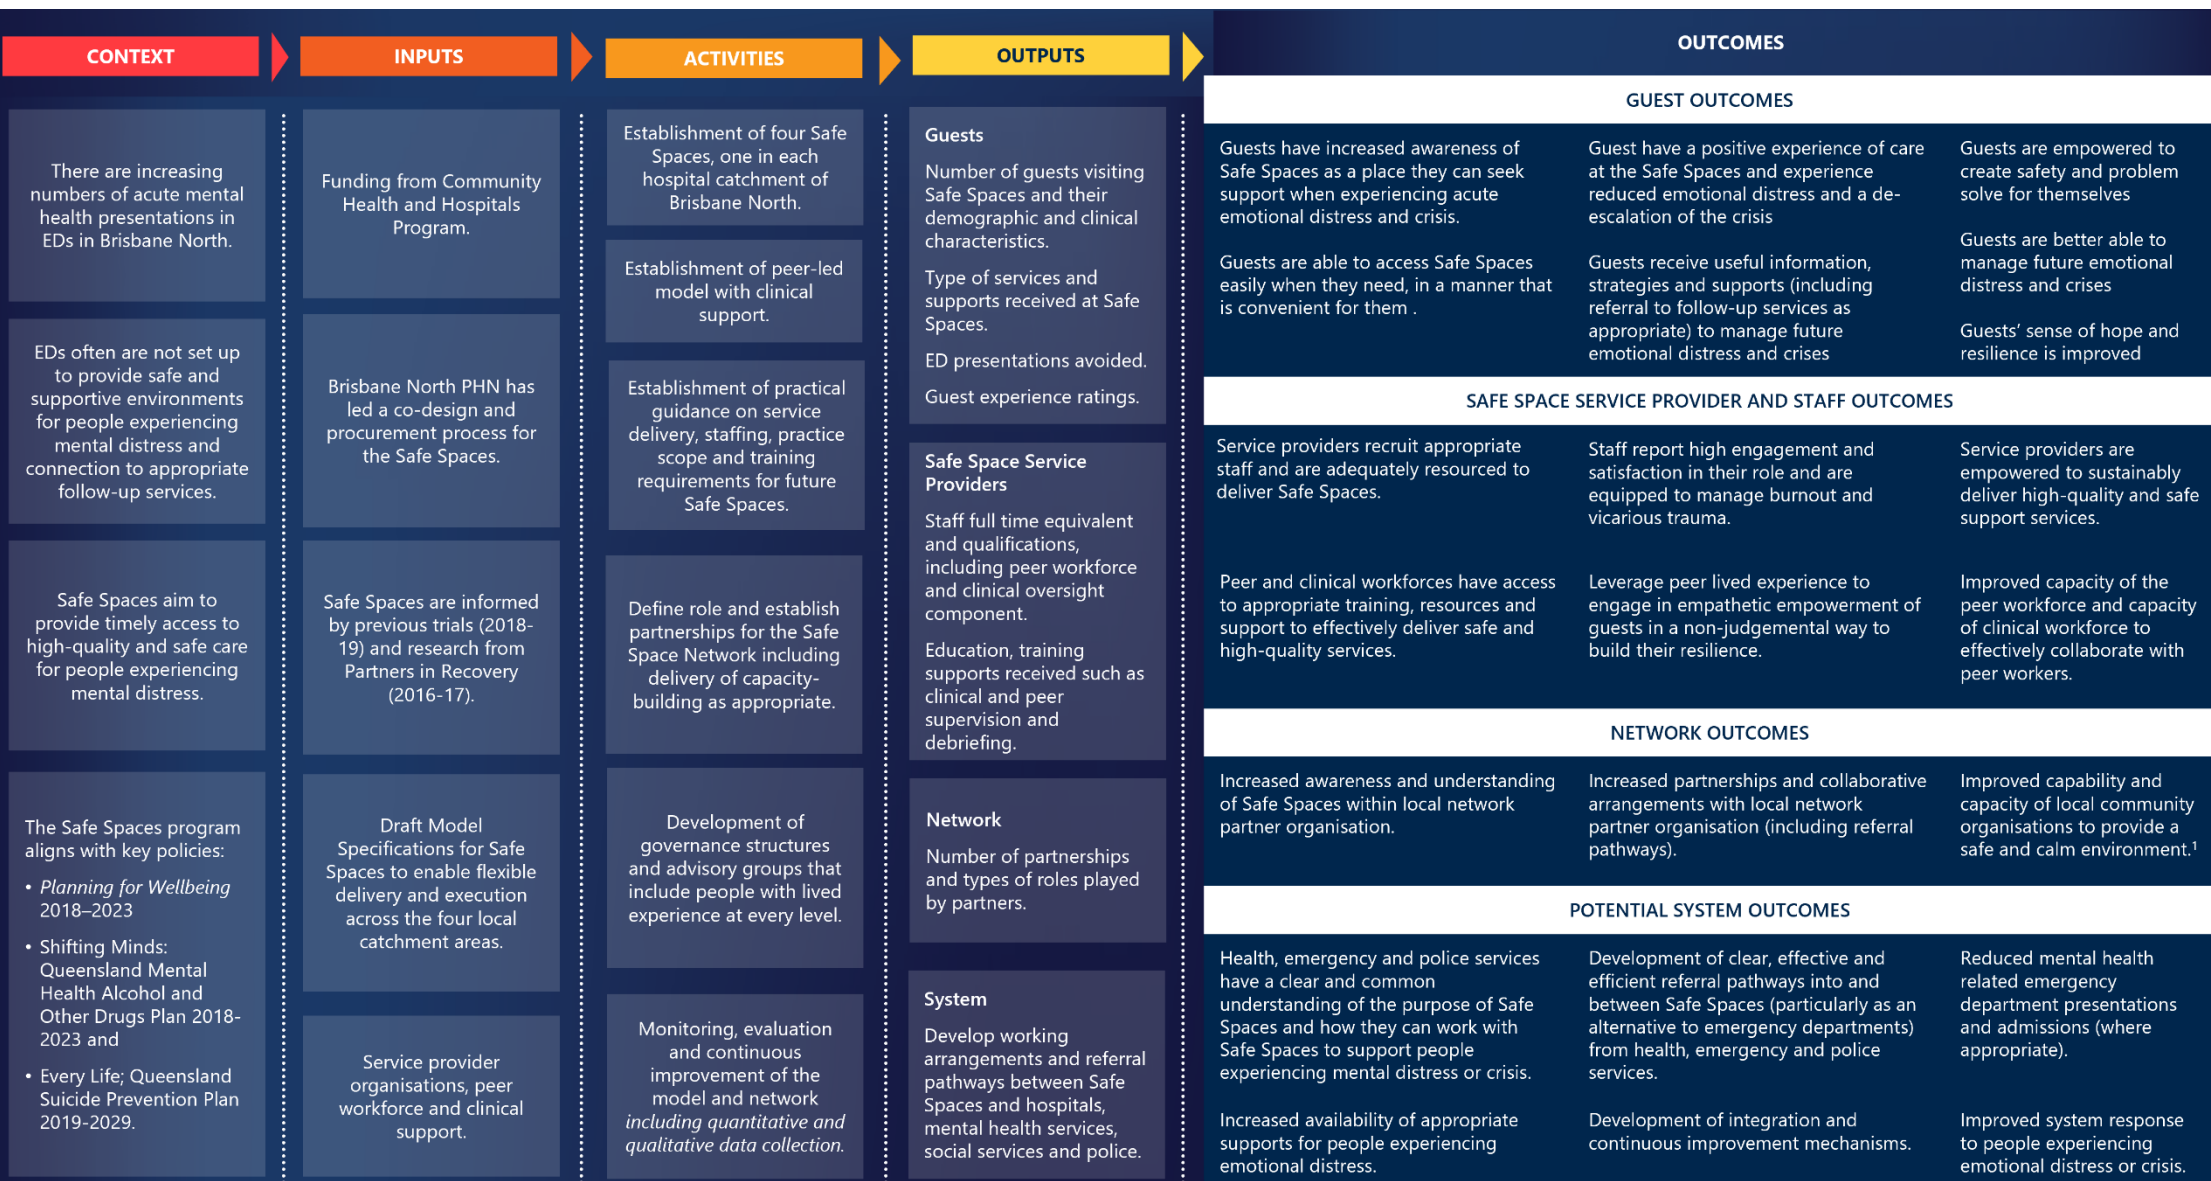 CONTEXT
INPUTS
ACTIVITIES
OUTPUTS
OUTCOMES
There are increasing
numbers of acute mental
health presentations in
EDs in Brisbane North.
EDs often are not set up
to provide safe and
supportive environments
for people experiencing
mental distress and
connection to appropriate
follow-up services.
Safe Spaces aim to
provide timely access to
high-quality and safe care
for people experiencing
mental distress.
The Safe Spaces program
aligns with key policies:
• Planning for Wellbeing
2018–2023
• Shifting Minds:
Queensland Mental
Health Alcohol and
Other Drugs Plan 2018-
2023 and
• Every Life; Queensland
Suicide Prevention Plan
2019-2029.
Funding from Community
Health and Hospitals
Program.
Brisbane North PHN has
led a co-design and
procurement process for
the Safe Spaces.
Safe Spaces are informed
by previous trials (2018-
19) and research from
Partners in Recovery
(2016-17).
Draft Model
Specifications for Safe
Spaces to enable flexible
delivery and execution
across the four local
catchment areas.
Service provider
organisations, peer
workforce and clinical
support.
Establishment of four Safe
Spaces, one in each
hospital catchment of
Brisbane North.
Establishment of peer-led
model with clinical
support.
Establishment of practical
guidance on service
delivery, staffing, practice
scope and training
requirements for future
Safe Spaces.
Define role and establish
partnerships for the Safe
Space Network including
delivery of capacity-
building as appropriate.
Development of
governance structures
and advisory groups that
include people with lived
experience at every level.
Monitoring, evaluation
and continuous
improvement of the
model and network
including quantitative and
qualitative data collection.
Guests
Number of guests visiting
Safe Spaces and their
demographic and clinical
characteristics.
Type of services and
supports received at Safe
Spaces.
ED presentations avoided.
Guest experience ratings.
Safe Space Service
Providers
Staff full time equivalent
and qualifications,
including peer workforce
and clinical oversight
component.
Education, training
supports received such as
clinical and peer
supervision and
debriefing.
Network
Number of partnerships
and types of roles played
by partners.
System
Develop working
arrangements and referral
pathways between Safe
Spaces and hospitals,
mental health services,
social services and police.
GUEST OUTCOMES
Guests have increased awareness of
Safe Spaces as a place they can seek
support when experiencing acute
emotional distress and crisis.
Guests are able to access Safe Spaces
easily when they need, in a manner that
is convenient for them .
Guest have a positive experience of care
at the Safe Spaces and experience
reduced emotional distress and a de-
escalation of the crisis
Guests receive useful information,
strategies and supports (including
referral to follow-up services as
appropriate) to manage future
emotional distress and crises
Guests are empowered to
create safety and problem
solve for themselves
Guests are better able to
manage future emotional
distress and crises
Guests' sense of hope and
resilience is improved
SAFE SPACE SERVICE PROVIDER AND STAFF OUTCOMES
Service providers recruit appropriate
staff and are adequately resourced to
deliver Safe Spaces.
Peer and clinical workforces have access
to appropriate training, resources and
support to effectively deliver safe and
high-quality services.
Staff report high engagement and
satisfaction in their role and are
equipped to manage burnout and
vicarious trauma.
Leverage peer lived experience to
engage in empathetic empowerment of
guests in a non-judgemental way to
build their resilience.
Service providers are
empowered to sustainably
deliver high-quality and safe
support services.
Improved capacity of the
peer workforce and capacity
of clinical workforce to
effectively collaborate with
peer workers.
NETWORK OUTCOMES
Increased awareness and understanding
of Safe Spaces within local network
partner organisation.
Increased partnerships and collaborative
arrangements with local network
partner organisation (including referral
pathways).
Improved capability and
capacity of local community
organisations to provide a
safe and calm environment.¹
POTENTIAL SYSTEM OUTCOMES
Health, emergency and police services
have a clear and common
understanding of the purpose of Safe
Spaces and how they can work with
Safe Spaces to support people
experiencing mental distress or crisis.
Increased availability of appropriate
supports for people experiencing
emotional distress.
Development of clear, effective and
efficient referral pathways into and
between Safe Spaces (particularly as an
alternative to emergency departments)
from health, emergency and police
services.
Development of integration and
continuous improvement mechanisms.
Reduced mental health
related emergency
department presentations
and admissions (where
appropriate).
Improved system response
to people experiencing
emotional distress or crisis.